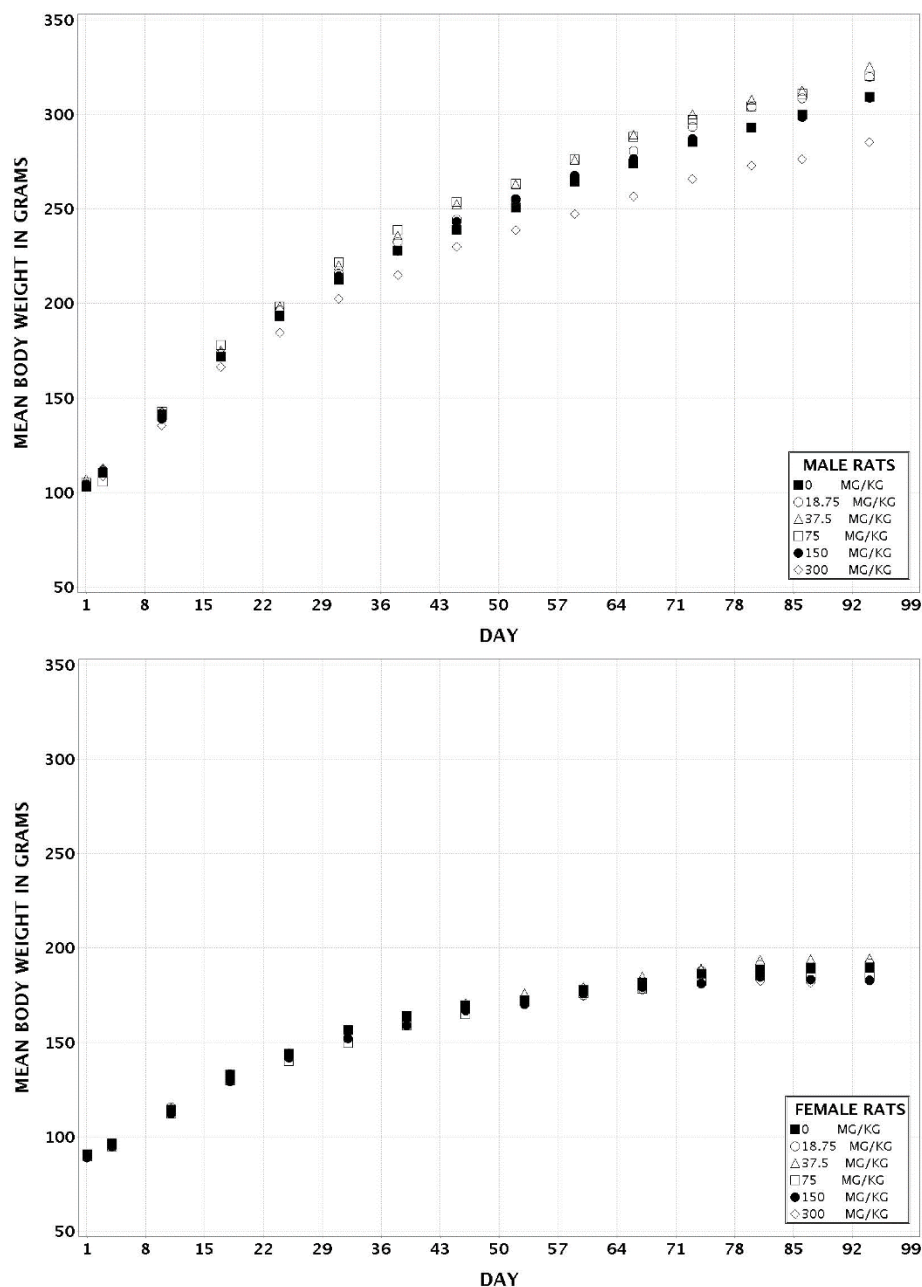 350
300
250
200
150
100
50
MEAN BODY WEIGHT IN GRAMS
MALE RATS
0 MG/KG
18.75 MG/KG
37.5 MG/KG
75 MG/KG
150 MG/KG
300 MG/KG
1 8 15 22 29 36 43 50 57 64 71 78 85 92 99
DAY
350
300
250
200
150
100
50
MEAN BODY WEIGHT IN GRAMS
FEMALE RATS
0 MG/KG
18.75 MG/KG
37.5 MG/KG
75 MG/KG
150 MG/KG
300 MG/KG
1 8 15 22 29 36 43 50 57 64 71 78 85 92 99
DAY